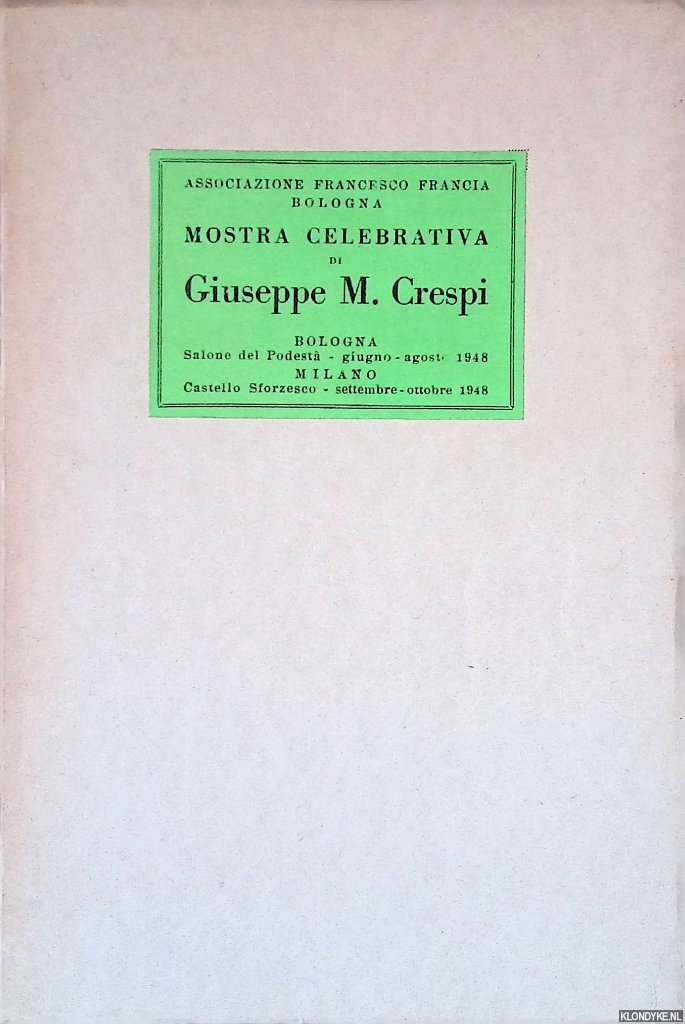 ASSOCIAZIONE FRANCESCO FRANCIA
BOLOGNA
MOSTRA CELEBRATIVA
DI
Giuseppe M. Crespi
BOLOGNA
Salone del Podestà - giugno - agosto 1948
MILANO
Castello Sforzesco - settembre - ottobre 1948
KLONDYKE.NL